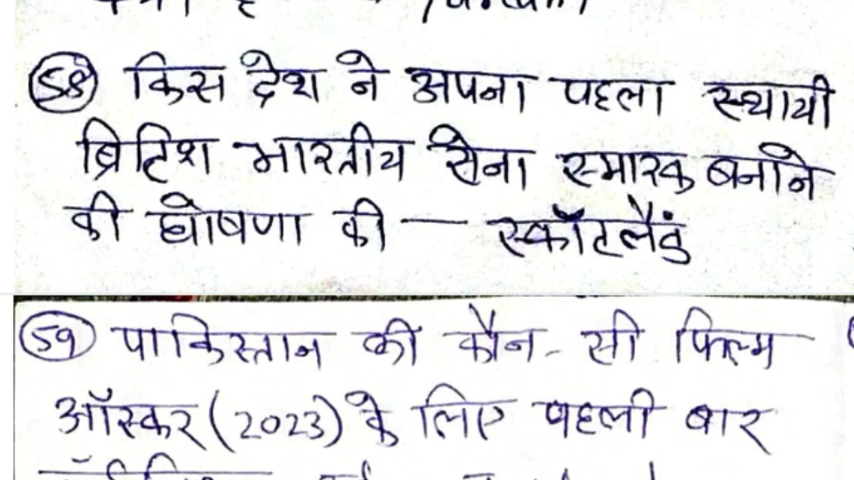 (58) किस देश ने अपना पहला स्थायी
ब्रिटिश भारतीय सेना स्मारक बनाने
की घोषणा की — स्कॉटलैंड
(59) पाकिस्तान की कौन-सी फिल्म
ऑस्कर (2023) के लिए पहली बार